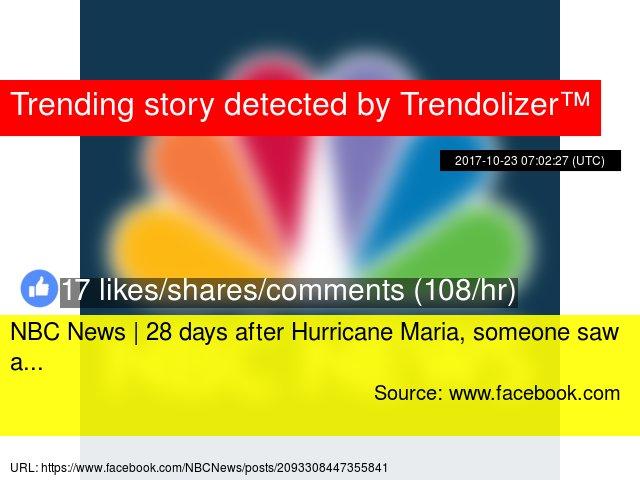 Trending story detected by Trendolizer™
2017-10-23 07:02:27 (UTC)
17 likes/shares/comments (108/hr)
NBC News | 28 days after Hurricane Maria, someone saw
a...
Source: www.facebook.com
URL: https://www.facebook.com/NBCNews/posts/2093308447355841